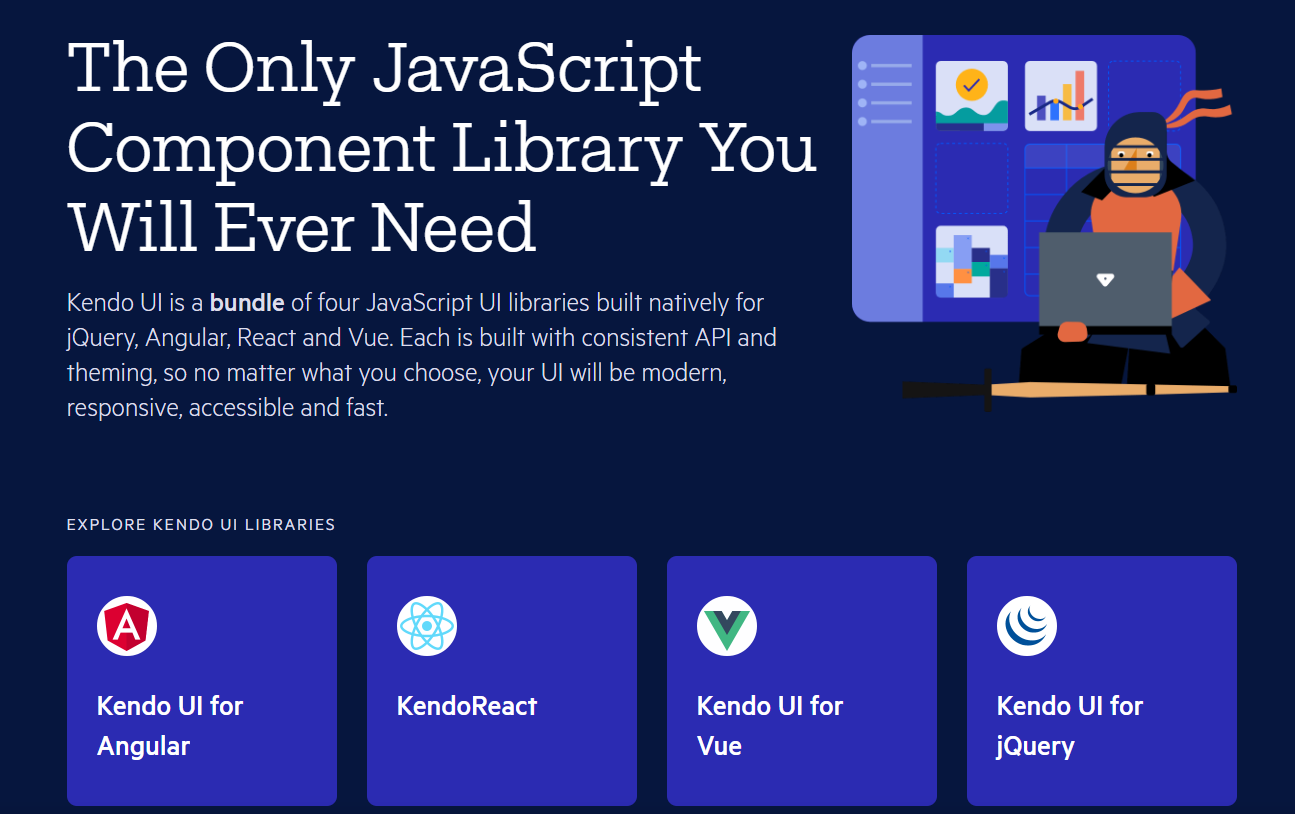 The Only JavaScript
Component Library You
Will Ever Need
Kendo UI is a bundle of four JavaScript UI libraries built natively for
jQuery, Angular, React and Vue. Each is built with consistent API and
theming, so no matter what you choose, your UI will be modern,
responsive, accessible and fast.
EXPLORE KENDO UI LIBRARIES
Kendo UI for
Angular
KendoReact
Kendo UI for
Vue
Kendo UI for
jQuery